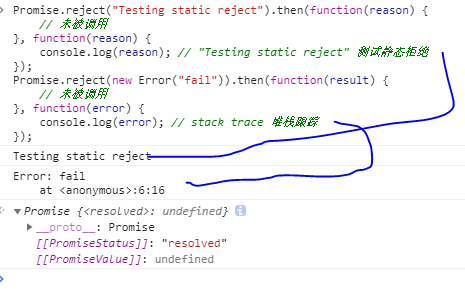 Promise.reject("Testing static reject").then(function(reason) {
    // 未被调用
}, function(reason) {
    console.log(reason); // "Testing static reject" 测试静态拒绝
});
Promise.reject(new Error("fail")).then(function(result) {
    // 未被调用
}, function(error) {
    console.log(error); // stack trace 堆栈跟踪
});
Testing static reject
Error: fail
    at <anonymous>:6:16
Promise {<resolved>: undefined}
__proto__: Promise
[[PromiseStatus]]: "resolved"
[[PromiseValue]]: undefined